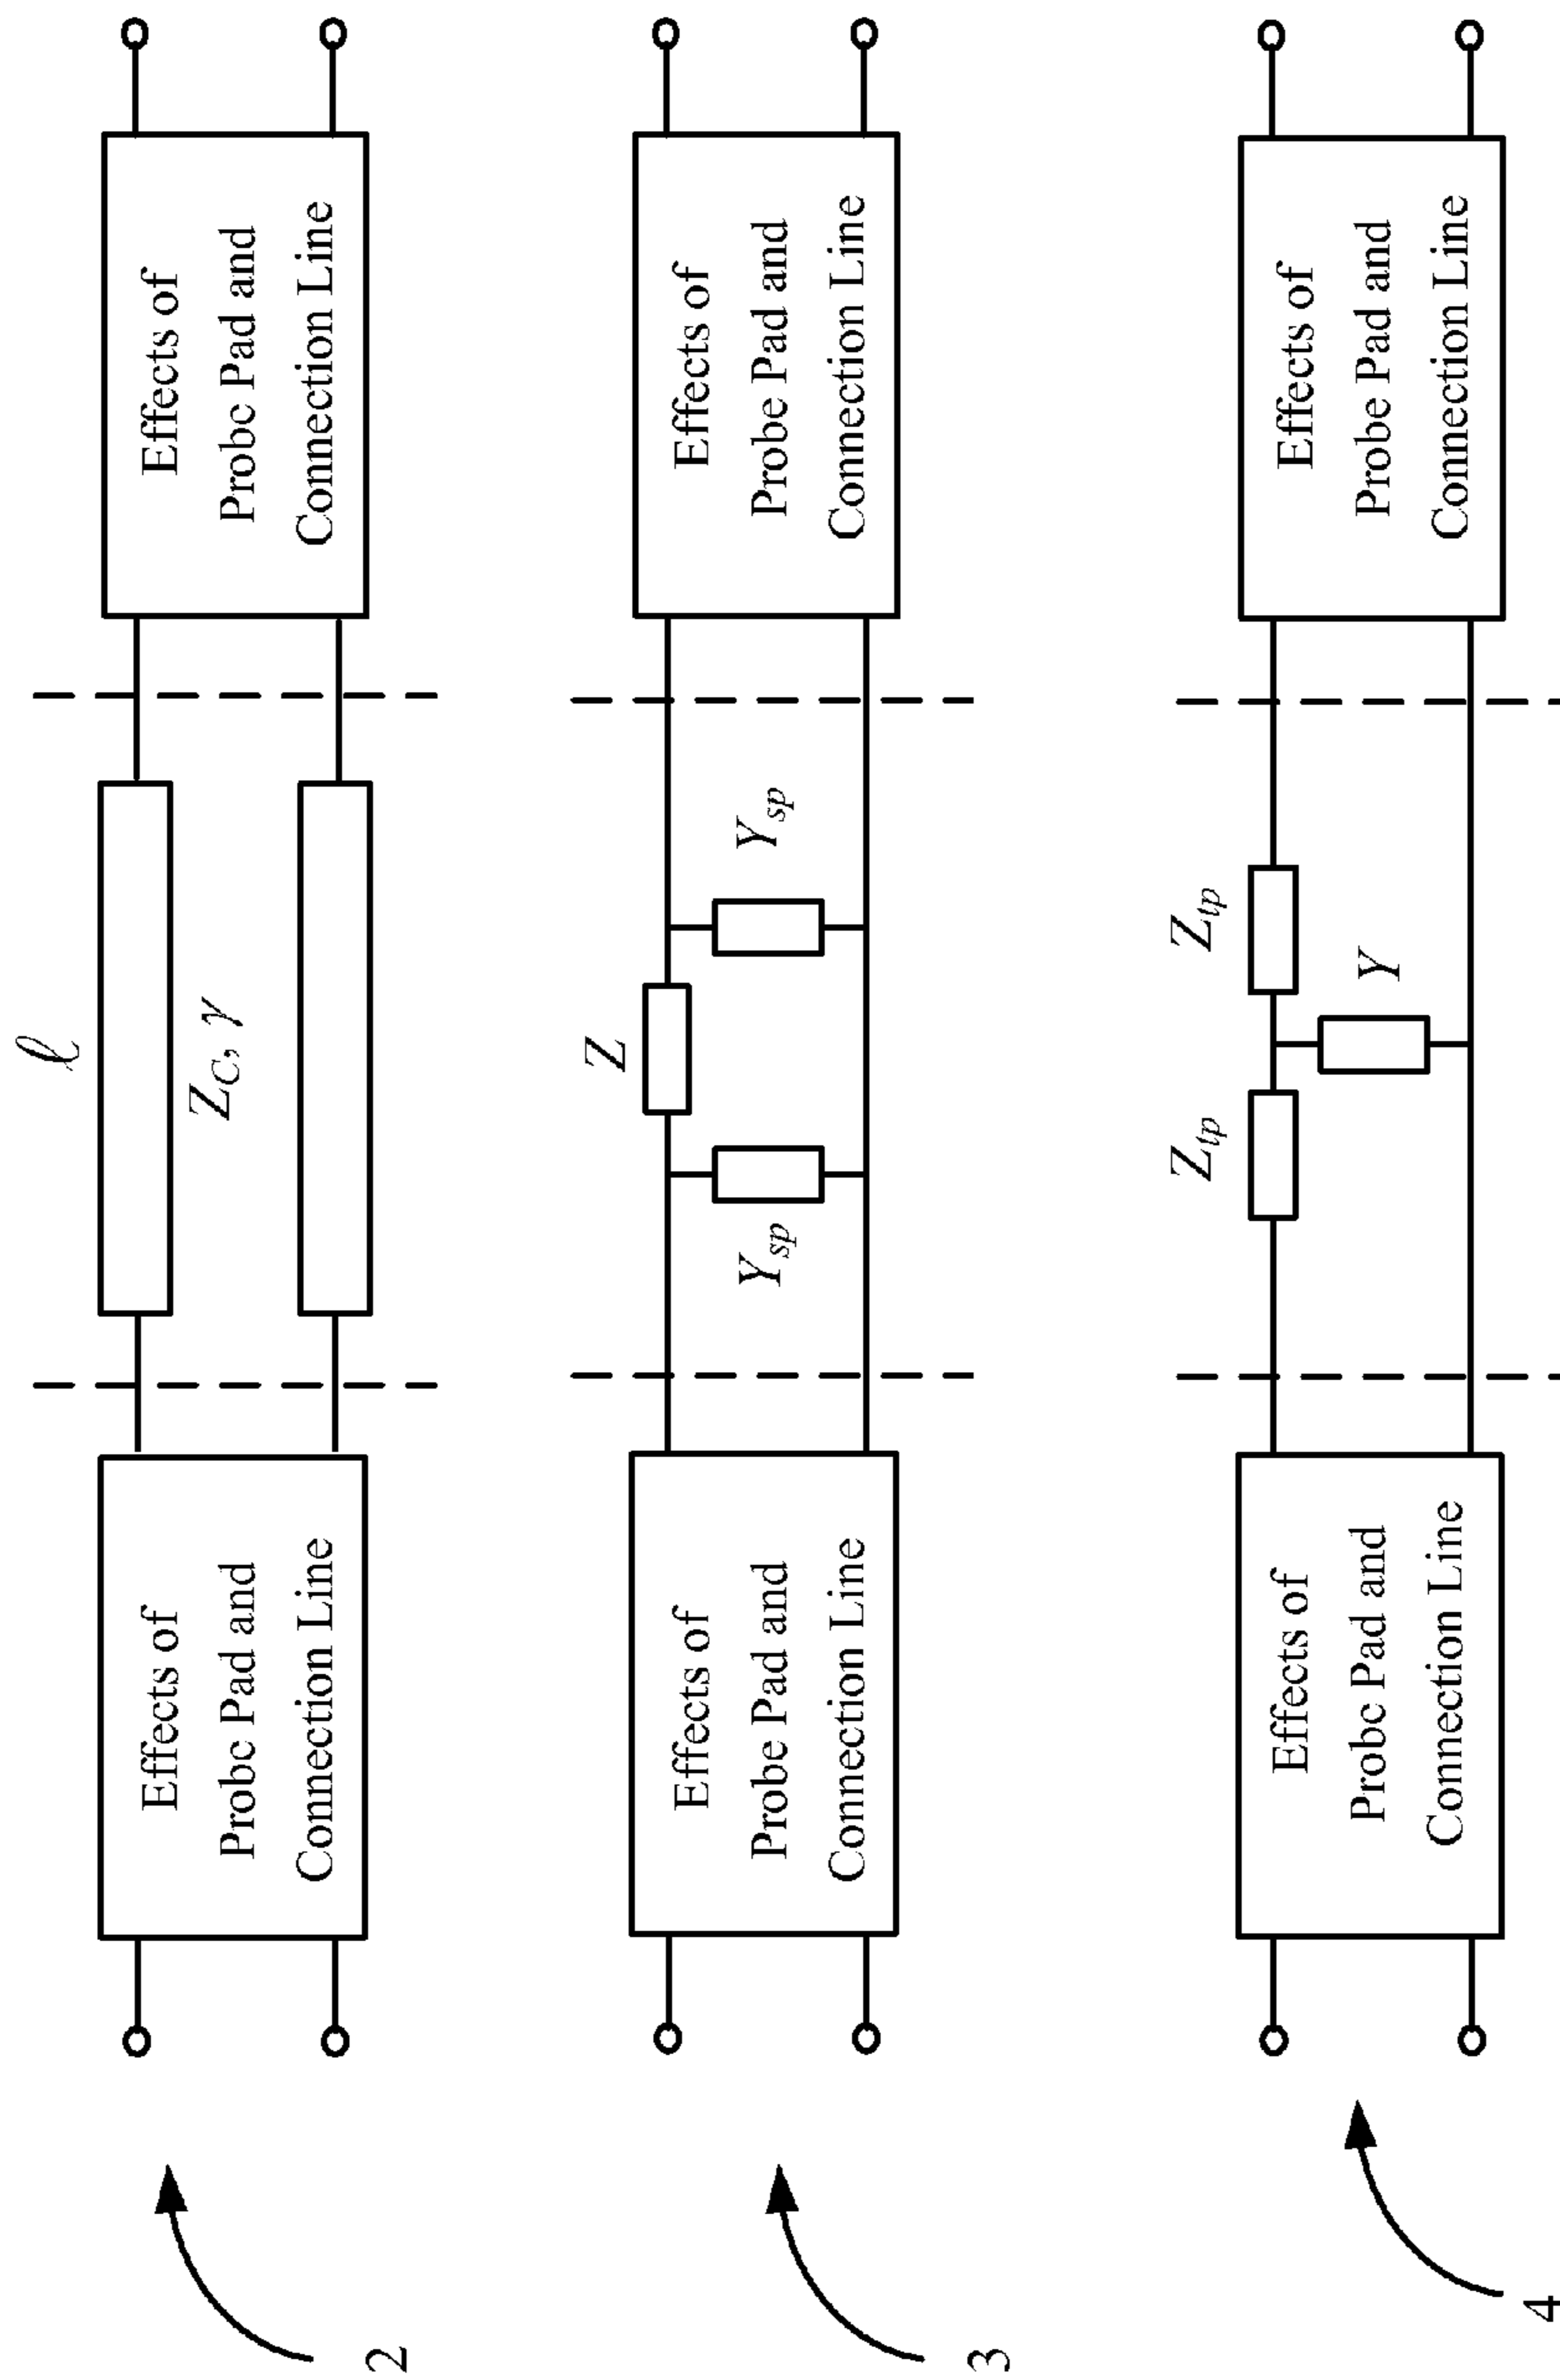 ℓ
Effects of
Probc Pad and
Connection Line
Z_C, γ
Effects of
Probc Pad and
Connection Line
2
Effects of
Probe Pad and
Connection Line
Y_sp
Z
Y_sp
Effects of
Probe Pad and
Connection Line
3
Effects of
Probc Pad and
Connection Line
Z_tp
Z_tp
Y
Effects of
Probe Pad and
Connection Line
4